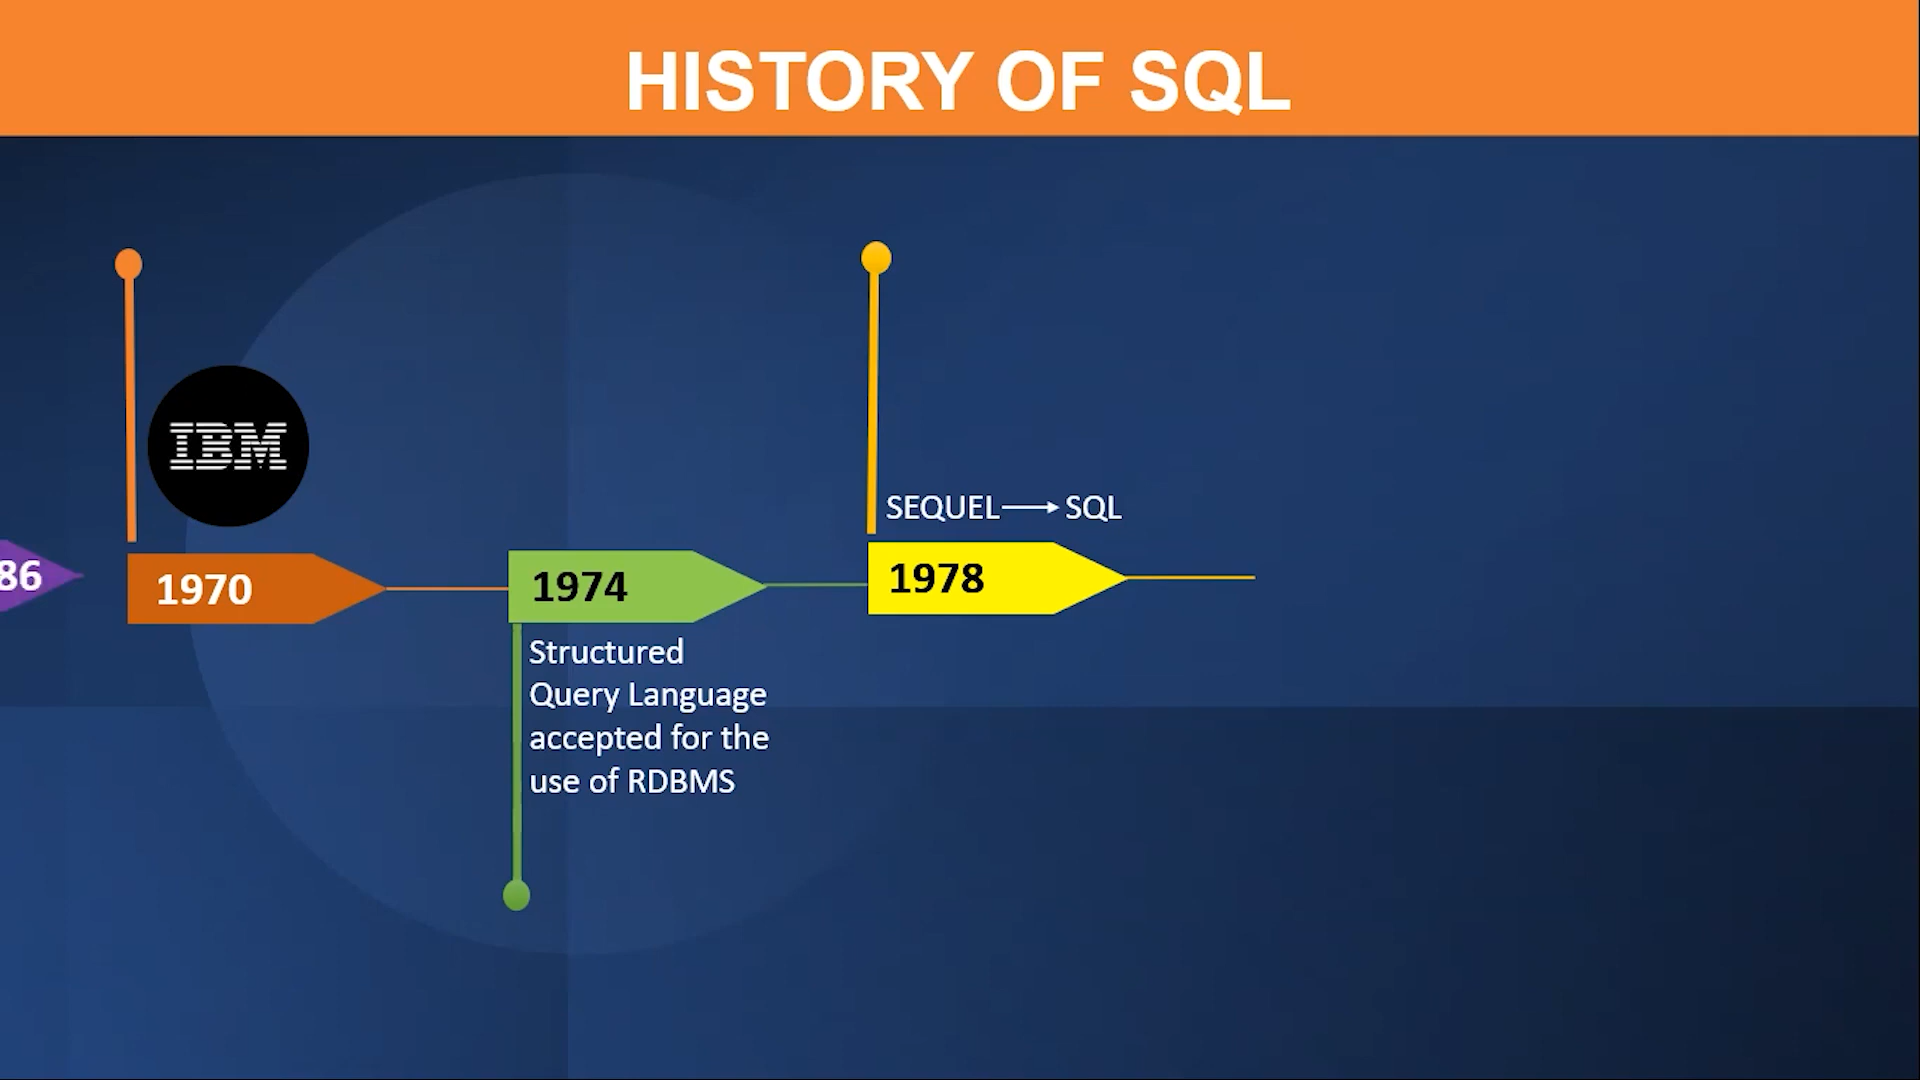 HISTORY OF SQL
IBM
SEQUEL → SQL
86
1970
1974
1978
Structured
Query Language
accepted for the
use of RDBMS